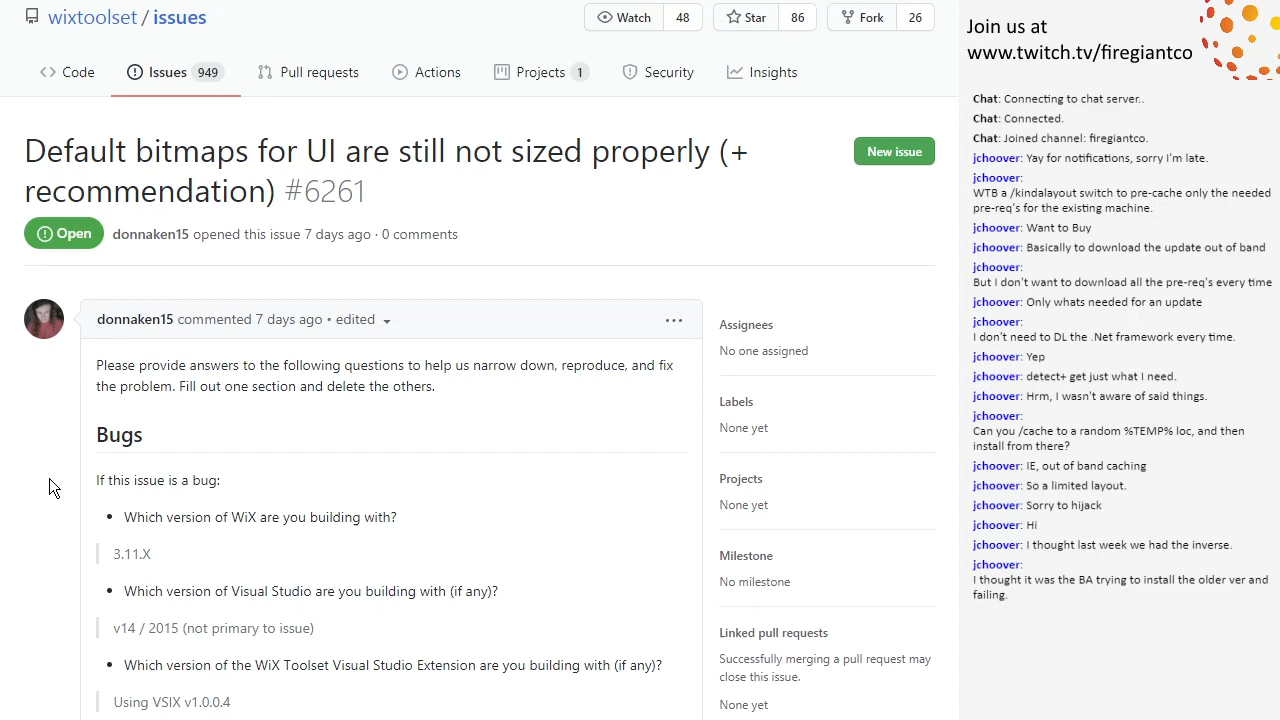 wixtoolset / issues
Watch 48
Star 86
Fork 26
Code
Issues 949
Pull requests
Actions
Projects 1
Security
Insights
Default bitmaps for UI are still not sized properly (+
recommendation) #6261
New issue
Open
donnaken15 opened this issue 7 days ago · 0 comments
donnaken15 commented 7 days ago • edited
Please provide answers to the following questions to help us narrow down, reproduce, and fix
the problem. Fill out one section and delete the others.
Bugs
If this issue is a bug:
• Which version of WiX are you building with?
3.11.X
• Which version of Visual Studio are you building with (if any)?
v14 / 2015 (not primary to issue)
• Which version of the WiX Toolset Visual Studio Extension are you building with (if any)?
Using VSIX v1.0.0.4
Assignees
No one assigned
Labels
None yet
Projects
None yet
Milestone
No milestone
Linked pull requests
Successfully merging a pull request may
close this issue.
None yet
Join us at
www.twitch.tv/firegiantco
Chat: Connecting to chat server..
Chat: Connected.
Chat: Joined channel: firegiantco.
jchoover: Yay for notifications, sorry I'm late.
jchoover:
WTB a /kindalayout switch to pre-cache only the needed
pre-req's for the existing machine.
jchoover: Want to Buy
jchoover: Basically to download the update out of band
jchoover:
But I don't want to download all the pre-req's every time
jchoover: Only whats needed for an update
jchoover:
I don't need to DL the .Net framework every time.
jchoover: Yep
jchoover: detect+ get just what I need.
jchoover: Hrm, I wasn't aware of said things.
jchoover:
Can you /cache to a random %TEMP% loc, and then
install from there?
jchoover: IE, out of band caching
jchoover: So a limited layout.
jchoover: Sorry to hijack
jchoover: Hi
jchoover: I thought last week we had the inverse.
jchoover:
I thought it was the BA trying to install the older ver and
failing.